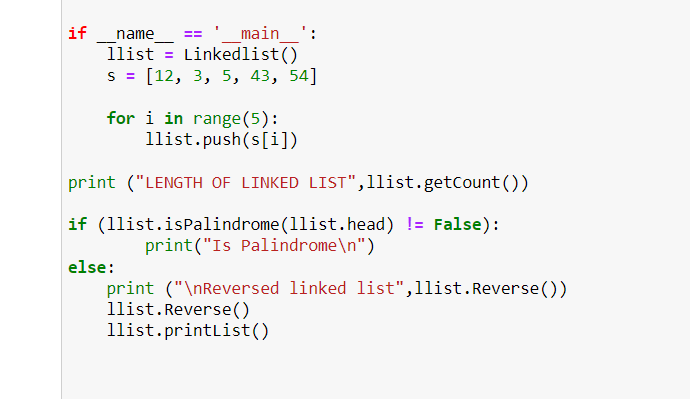 if __name__ == '__main__':
    llist = Linkedlist()
    s = [12, 3, 5, 43, 54]
    for i in range(5):
        llist.push(s[i])
print ("LENGTH OF LINKED LIST",llist.getCount())
if (llist.isPalindrome(llist.head) != False):
        print("Is Palindrome\n")
else:
    print ("\nReversed linked list",llist.Reverse())
    llist.Reverse()
    llist.printList()